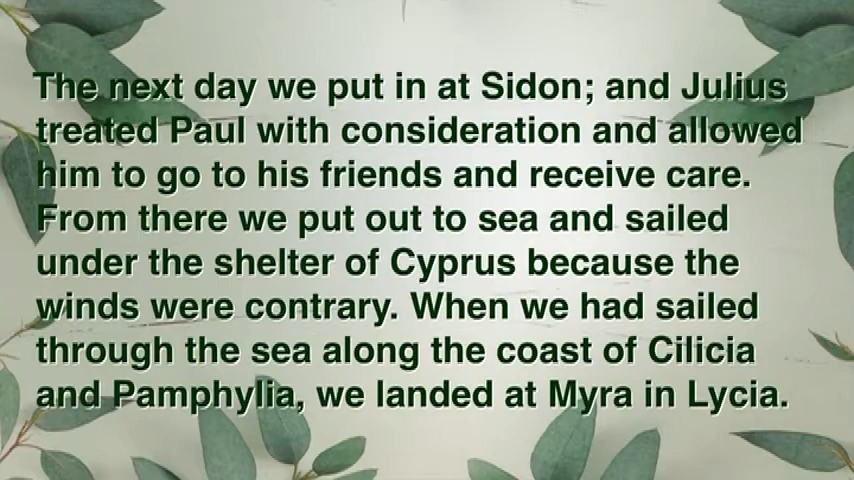 The next day we put in at Sidon; and Julius
treated Paul with consideration and allowed
him to go to his friends and receive care.
From there we put out to sea and sailed
under the shelter of Cyprus because the
winds were contrary. When we had sailed
through the sea along the coast of Cilicia
and Pamphylia, we landed at Myra in Lycia.